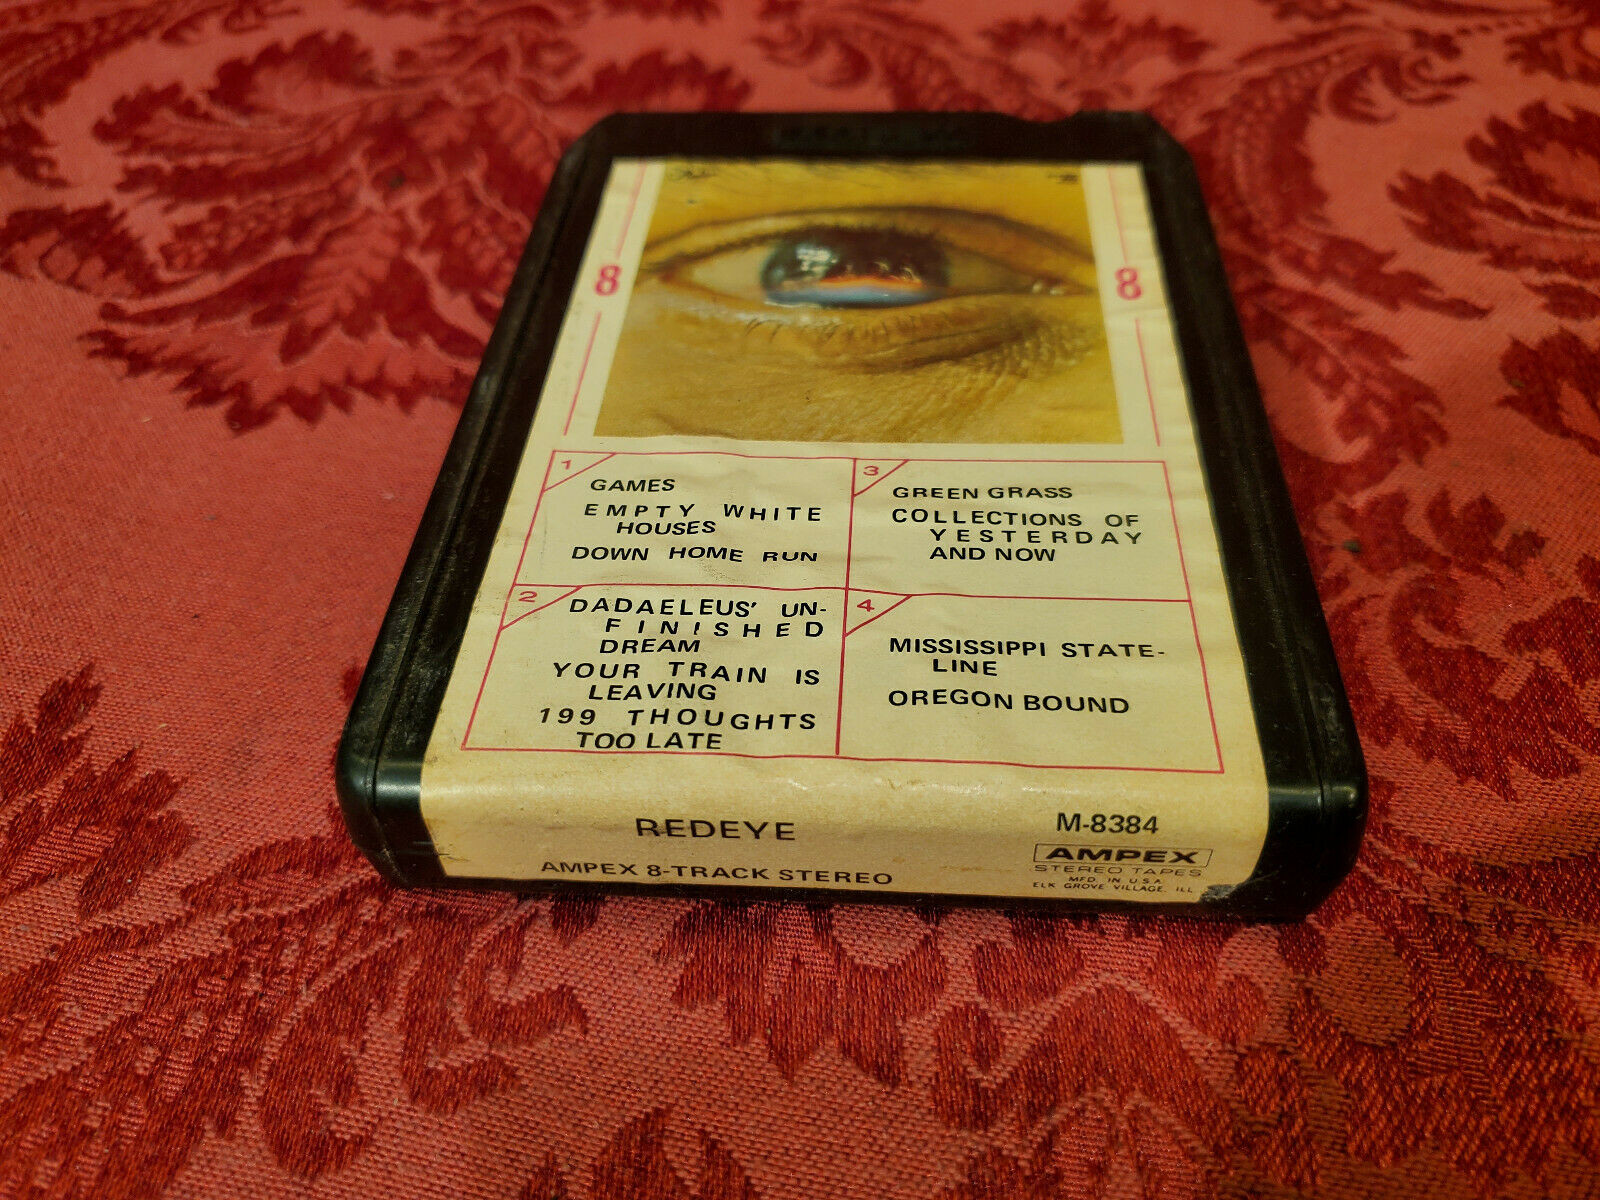 8
8
1
GAMES
EMPTY WHITE
HOUSES
DOWN HOME RUN
2
DADAELEUS' UN-
FINISHED
DREAM
YOUR TRAIN IS
LEAVING
199 THOUGHTS
TOO LATE
3
GREEN GRASS
COLLECTIONS OF
YESTERDAY
AND NOW
4
MISSISSIPPI STATE-
LINE
OREGON BOUND
REDEYE
AMPEX 8-TRACK STEREO
M-8384
AMPEX
STEREO TAPES
MFD. IN U.S.A.
ELK GROVE VILLAGE, ILL.